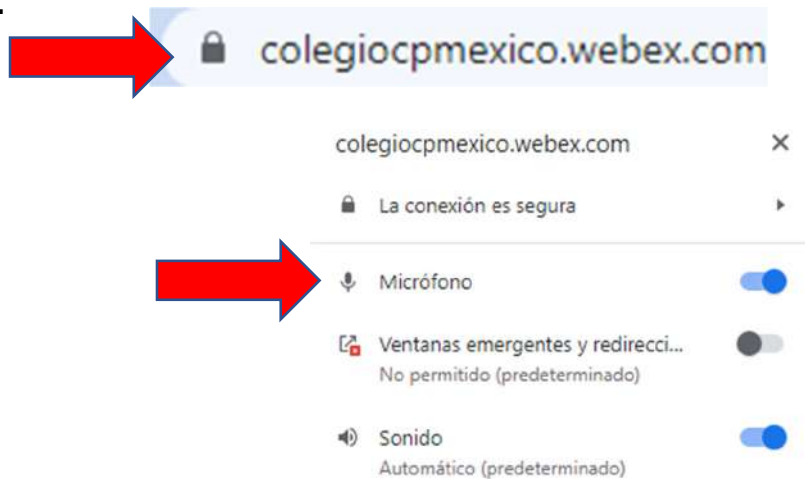 .
colegiocpmexico.webex.com
colegiocpmexico.webex.com
La conexión es segura
Micrófono
Ventanas emergentes y redirecci...
No permitido (predeterminado)
Sonido
Automático (predeterminado)